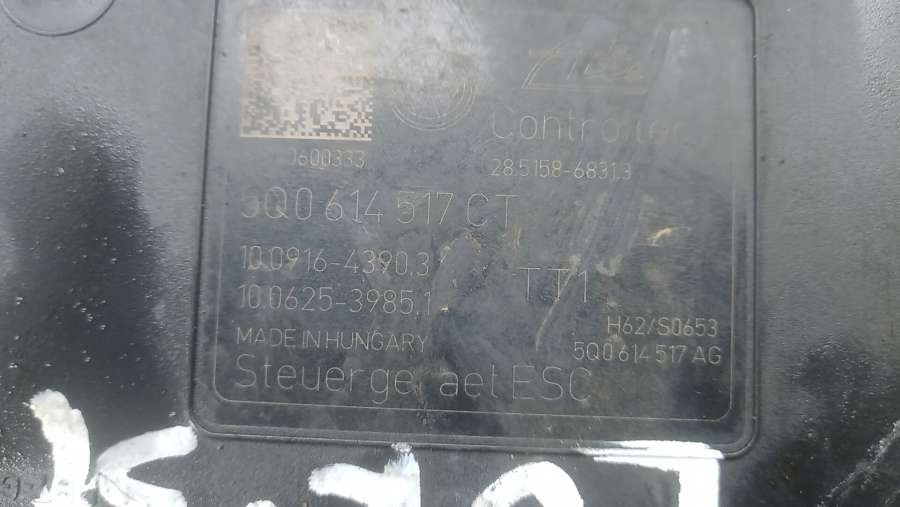 Controller
0600333
28.5158-6831.3
5Q0 614 517 CT
10.0916-4390.3
TT1
10.0625-3985.1
H62/S0653
MADE IN HUNGARY
5Q0 614 517 AG
Steuergeraet ESC